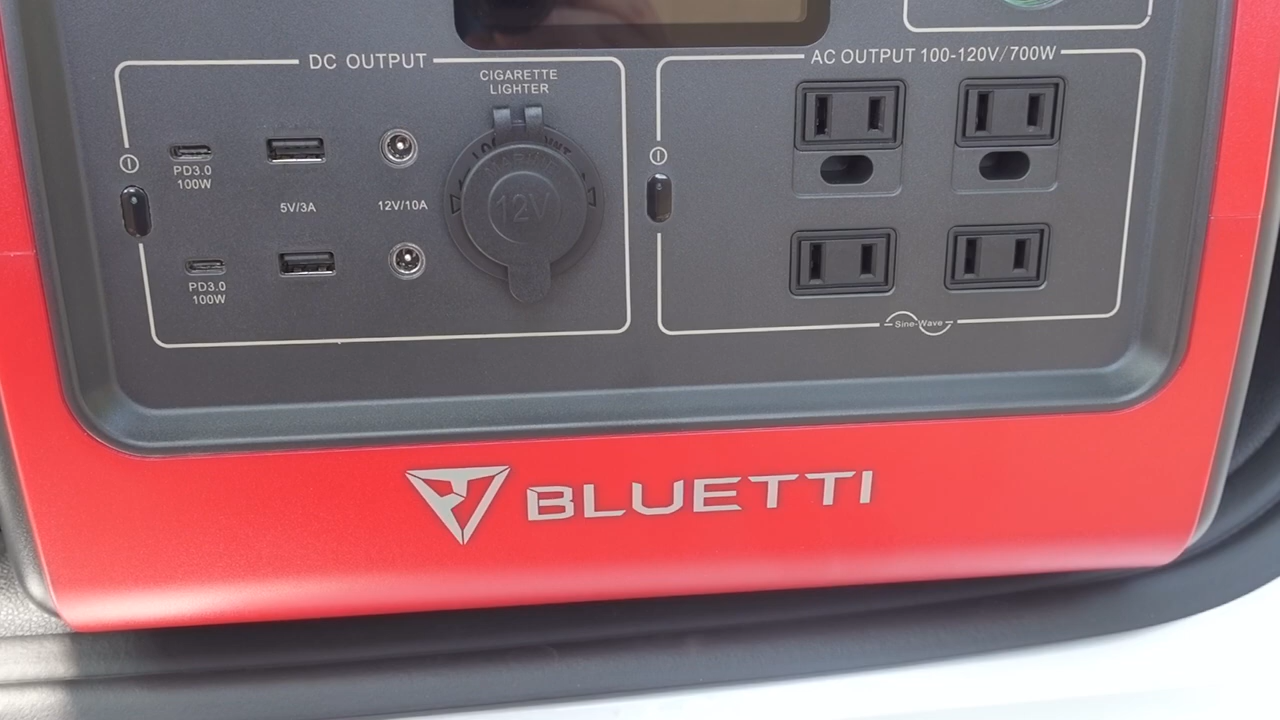 DC OUTPUT
CIGARETTE
LIGHTER
PD3.0
100W
5V/3A
12V/10A
12V
PD3.0
100W
AC OUTPUT 100-120V/700W
Sine-Wave
BLUETTI